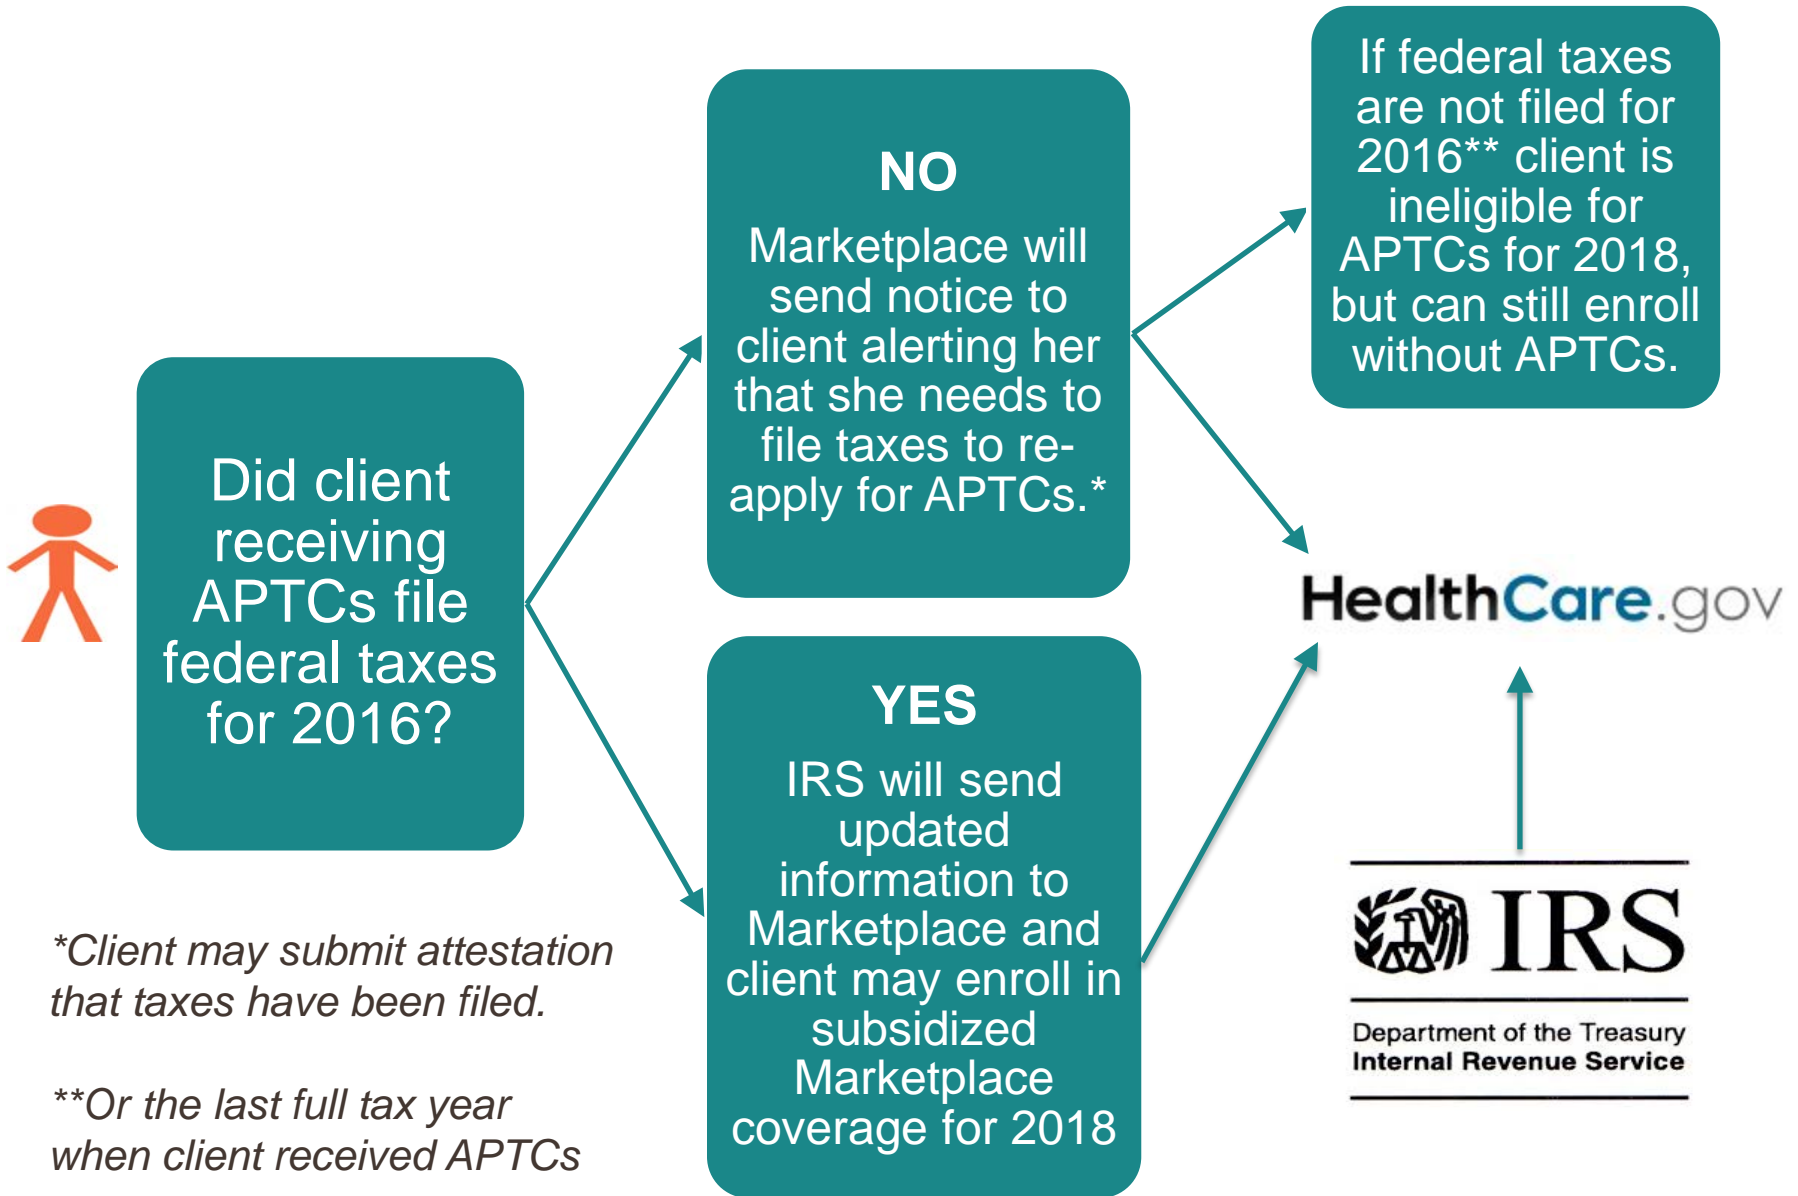 Did client
receiving
APTCs file
federal taxes
for 2016?
NO
Marketplace will
send notice to
client alerting her
that she needs to
file taxes to re-
apply for APTCs.*
If federal taxes
are not filed for
2016** client is
ineligible for
APTCs for 2018,
but can still enroll
without APTCs.
YES
IRS will send
updated
information to
Marketplace and
client may enroll in
subsidized
Marketplace
coverage for 2018
HealthCare.gov
IRS
Department of the Treasury
Internal Revenue Service
*Client may submit attestation
that taxes have been filed.
**Or the last full tax year
when client received APTCs